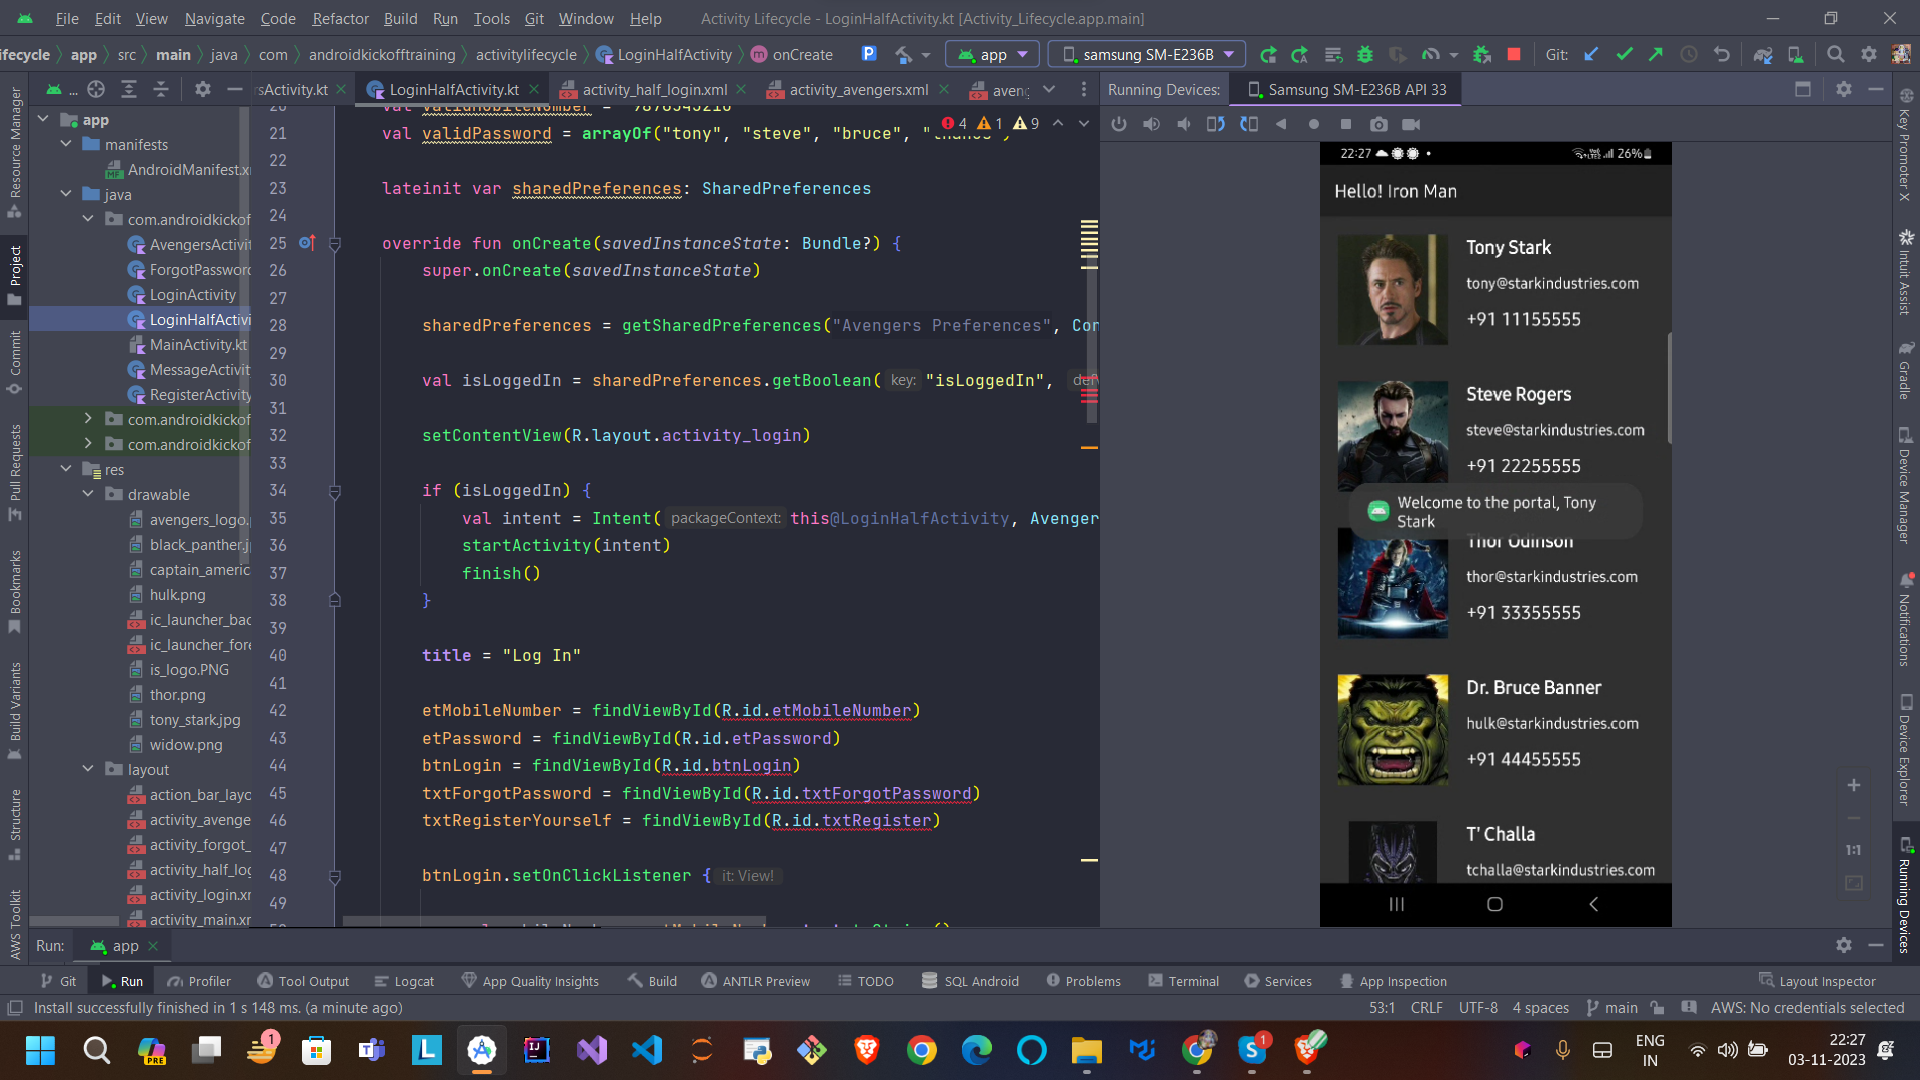 File Edit View Navigate Code Refactor Build Run Tools Git Window Help Activity Lifecycle - LoginHalfActivity.kt [Activity_Lifecycle.app.main]
ifecycle app src main java com androidkickofftraining activitylifecycle LoginHalfActivity onCreate app samsung SM-E236B Git:
... rsActivity.kt LoginHalfActivity.kt activity_half_login.xml activity_avengers.xml aven
Running Devices: Samsung SM-E236B API 33
Resource Manager
Project
Commit
Pull Requests
Bookmarks
Build Variants
Structure
AWS Toolkit
app
manifests
AndroidManifest.x
java
com.androidkickof
AvengersActivit
ForgotPassword
LoginActivity
LoginHalfActivi
MainActivity.kt
MessageActivit
RegisterActivity
com.androidkickof
com.androidkickof
res
drawable
avengers_logo.
black_panther.j
captain_americ
hulk.png
ic_launcher_bac
ic_launcher_fore
is_logo.PNG
thor.png
tony_stark.jpg
widow.png
layout
action_bar_layo
activity_avenge
activity_forgot_
activity_half_log
activity_login.xr
activity_main.xr
4 1 9
21 val validPassword = arrayOf("tony", "steve", "bruce", "thanos")
22
23 lateinit var sharedPreferences: SharedPreferences
24
25 override fun onCreate(savedInstanceState: Bundle?) {
26 super.onCreate(savedInstanceState)
27
28 sharedPreferences = getSharedPreferences("Avengers Preferences", Con
29
30 val isLoggedIn = sharedPreferences.getBoolean( key: "isLoggedIn", defV
31
32 setContentView(R.layout.activity_login)
33
34 if (isLoggedIn) {
35 val intent = Intent( packageContext: this@LoginHalfActivity, Avenger
36 startActivity(intent)
37 finish()
38 }
39
40 title = "Log In"
41
42 etMobileNumber = findViewById(R.id.etMobileNumber)
43 etPassword = findViewById(R.id.etPassword)
44 btnLogin = findViewById(R.id.btnLogin)
45 txtForgotPassword = findViewById(R.id.txtForgotPassword)
46 txtRegisterYourself = findViewById(R.id.txtRegister)
47
48 btnLogin.setOnClickListener { it: View!
49
22:27 26%
Hello! Iron Man
Tony Stark
tony@starkindustries.com
+91 11155555
Steve Rogers
steve@starkindustries.com
+91 22255555
Welcome to the portal, Tony
Stark
Thor Odinson
thor@starkindustries.com
+91 33355555
Dr. Bruce Banner
hulk@starkindustries.com
+91 44455555
T' Challa
tchalla@starkindustries.com
1:1
Key Promoter X
Intuit Assist
Gradle
Device Manager
Notifications
Device Explorer
Running Devices
Run: app
Git Run Profiler Tool Output Logcat App Quality Insights Build ANTLR Preview TODO SQL Android Problems Terminal Services App Inspection Layout Inspector
Install successfully finished in 1 s 148 ms. (a minute ago) 53:1 CRLF UTF-8 4 spaces main AWS: No credentials selected
PRE 1 L S 1
ENG
IN
22:27
03-11-2023